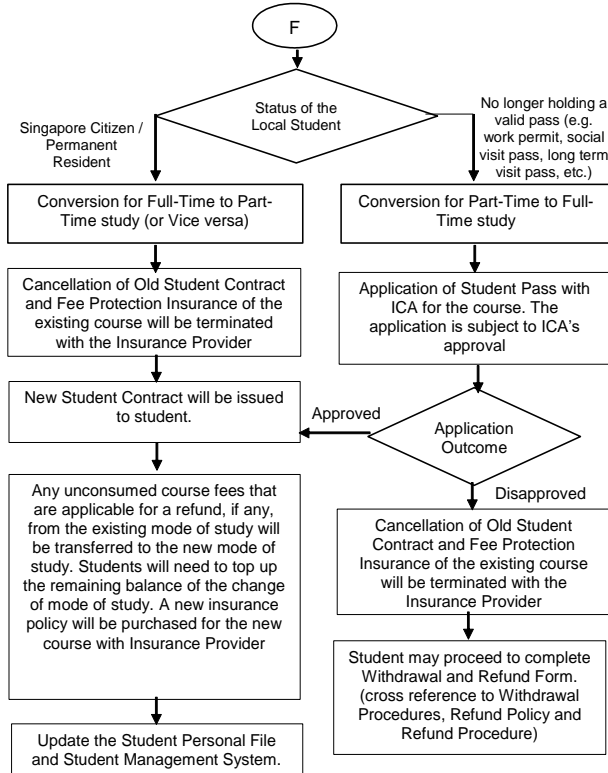 F
Status of the
Local Student
Singapore Citizen /
Permanent
Resident
No longer holding a
valid pass (e.g.
work permit, social
visit pass, long term
visit pass, etc.)
Conversion for Full-Time to Part-
Time study (or Vice versa)
Conversion for Part-Time to Full-
Time study
Cancellation of Old Student Contract
and Fee Protection Insurance of the
existing course will be terminated
with the Insurance Provider
Application of Student Pass with
ICA for the course. The
application is subject to ICA's
approval
New Student Contract will be issued
to student.
Approved
Application
Outcome
Disapproved
Any unconsumed course fees that
are applicable for a refund, if any,
from the existing mode of study will
be transferred to the new mode of
study. Students will need to top up
the remaining balance of the change
of mode of study. A new insurance
policy will be purchased for the new
course with Insurance Provider
Cancellation of Old Student
Contract and Fee Protection
Insurance of the existing course
will be terminated with the
Insurance Provider
Student may proceed to complete
Withdrawal and Refund Form.
(cross reference to Withdrawal
Procedures, Refund Policy and
Refund Procedure)
Update the Student Personal File
and Student Management System.